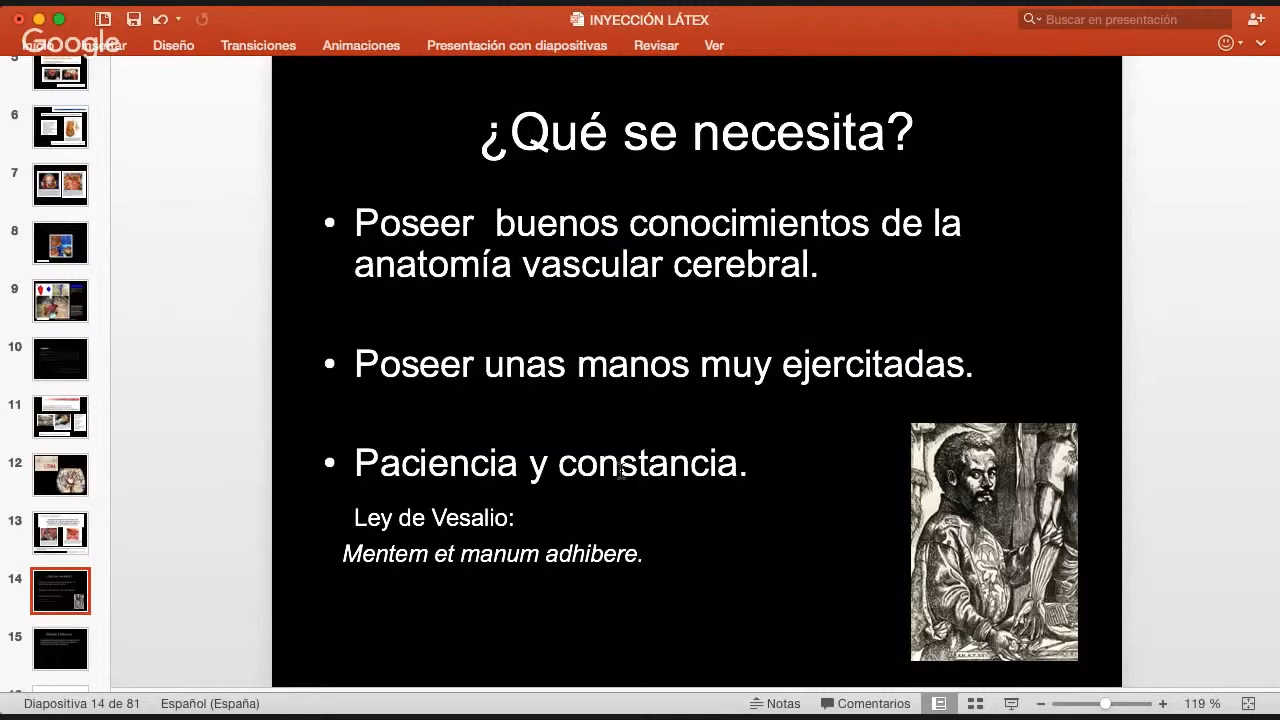 INYECCIÓN LÁTEX
Buscar en presentación
Google
Inicio Insertar Diseño Transiciones Animaciones Presentación con diapositivas Revisar Ver
¿Qué se necesita?
• Poseer buenos conocimientos de la
anatomía vascular cerebral.
• Poseer unas manos muy ejercitadas.
• Paciencia y constancia.
Ley de Vesalio:
Mentem et manum adhibere.
5
6
7
8
9
10
11
12
13
14
15
Diapositiva 14 de 81 Español (España) Notas Comentarios 119 %